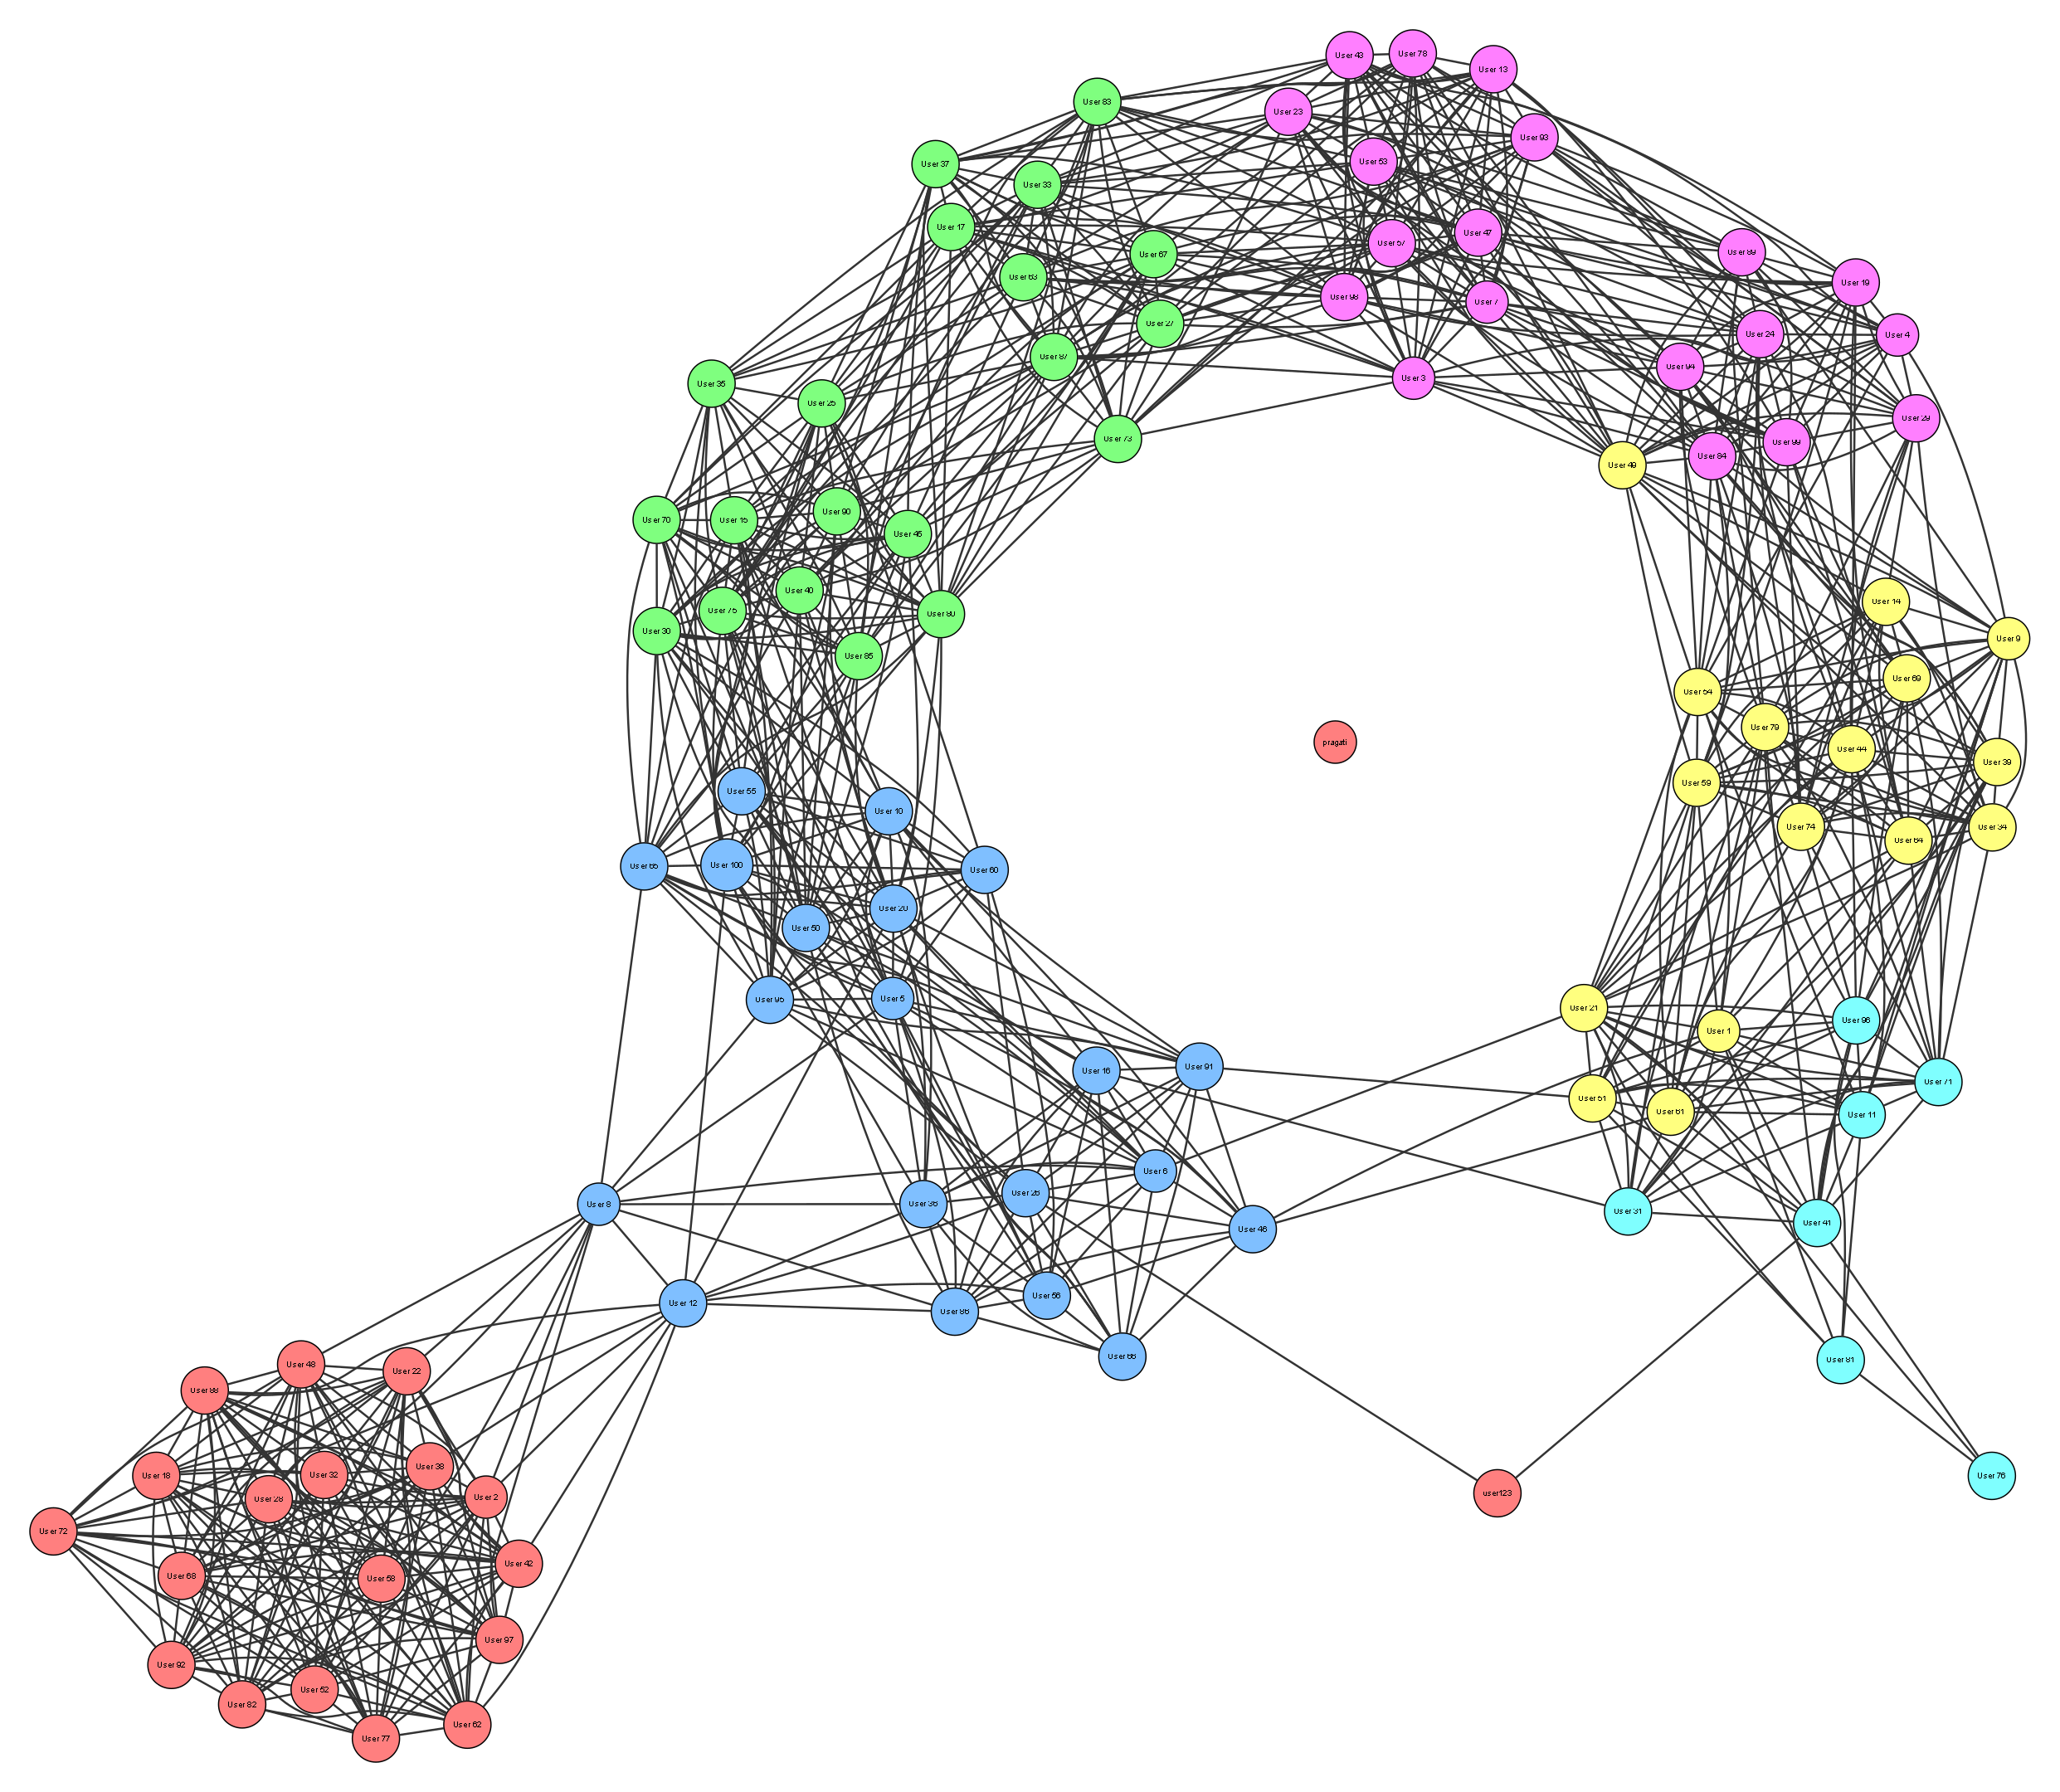 User 43
User 78
User 13
User 83
User 23
User 93
User 53
User 37
User 33
User 17
User 47
User 57
User 89
User 67
User 63
User 19
User 98
User 7
User 27
User 24
User 4
User 87
User 94
User 3
User 35
User 25
User 29
User 73
User 99
User 84
User 49
User 90
User 70
User 15
User 45
User 40
User 14
User 75
User 80
User 30
User 9
User 85
User 69
User 54
User 79
pragati
User 44
User 39
User 59
User 55
User 10
User 74
User 34
User 64
User 65
User 100
User 60
User 20
User 50
User 5
User 95
User 21
User 96
User 1
User 91
User 16
User 71
User 51
User 61
User 11
User 6
User 26
User 8
User 36
User 31
User 41
User 46
User 56
User 12
User 86
User 66
User 81
User 48
User 22
User 88
User 38
User 32
User 18
User 76
user123
User 2
User 28
User 72
User 42
User 68
User 58
User 97
User 92
User 52
User 82
User 62
User 77